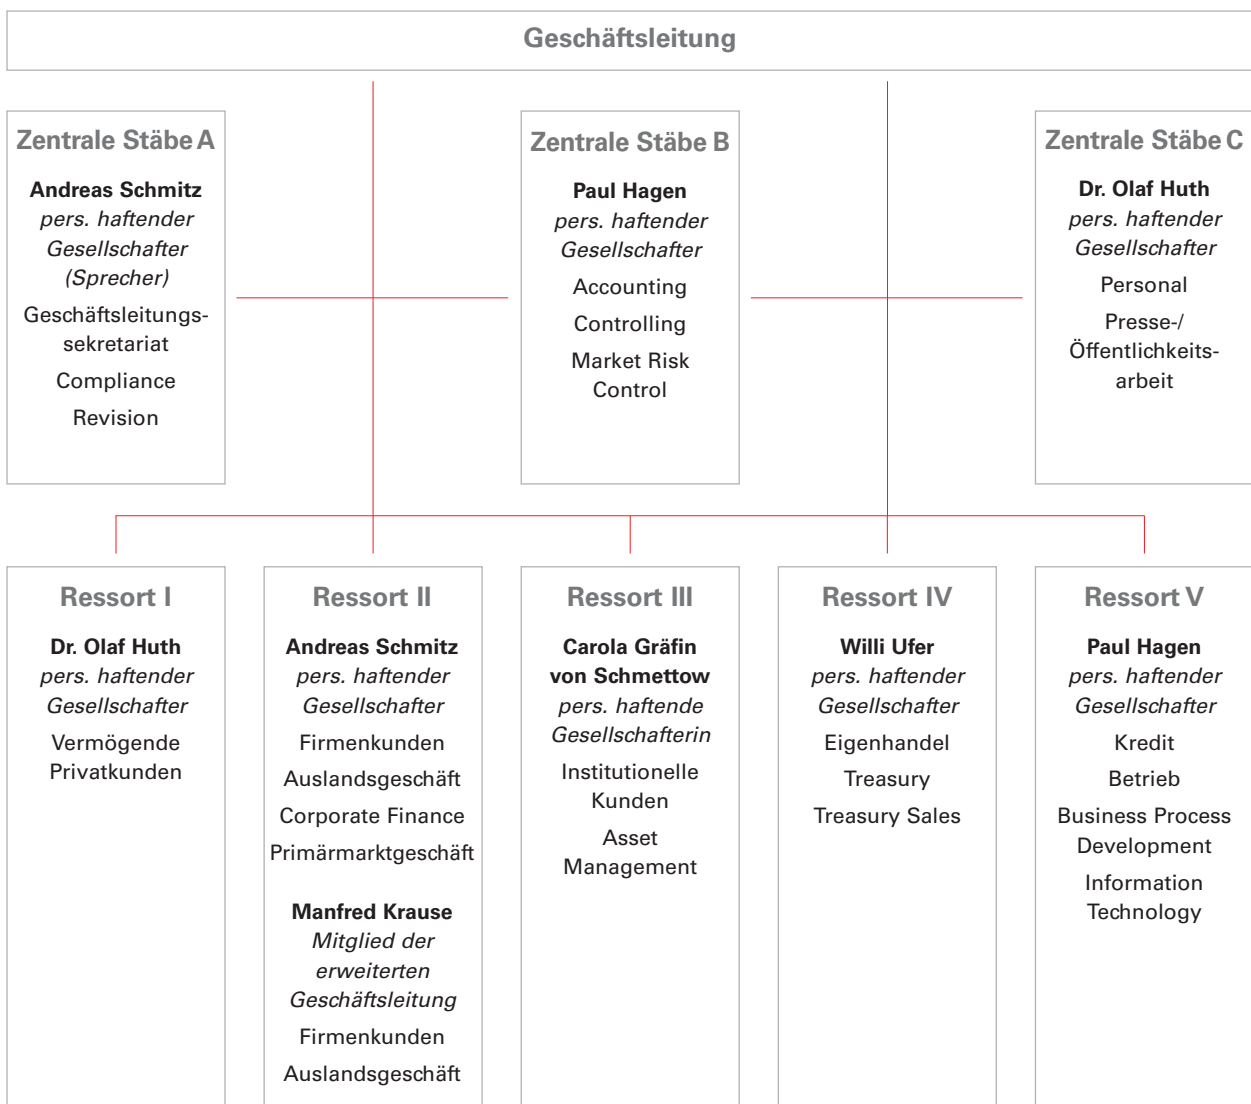 Geschäftsleitung
Zentrale Stäbe A
Andreas Schmitz
pers. haftender
Gesellschafter
(Sprecher)
Geschäftsleitungs-
sekretariat
Compliance
Revision
Zentrale Stäbe B
Paul Hagen
pers. haftender
Gesellschafter
Accounting
Controlling
Market Risk
Control
Zentrale Stäbe C
Dr. Olaf Huth
pers. haftender
Gesellschafter
Personal
Presse-/
Öffentlichkeits-
arbeit
Ressort I
Dr. Olaf Huth
pers. haftender
Gesellschafter
Vermögende
Privatkunden
Ressort II
Andreas Schmitz
pers. haftender
Gesellschafter
Firmenkunden
Auslandsgeschäft
Corporate Finance
Primärmarktgeschäft
Manfred Krause
Mitglied der
erweiterten
Geschäftsleitung
Firmenkunden
Auslandsgeschäft
Ressort III
Carola Gräfin
von Schmettow
pers. haftende
Gesellschafterin
Institutionelle
Kunden
Asset
Management
Ressort IV
Willi Ufer
pers. haftender
Gesellschafter
Eigenhandel
Treasury
Treasury Sales
Ressort V
Paul Hagen
pers. haftender
Gesellschafter
Kredit
Betrieb
Business Process
Development
Information
Technology